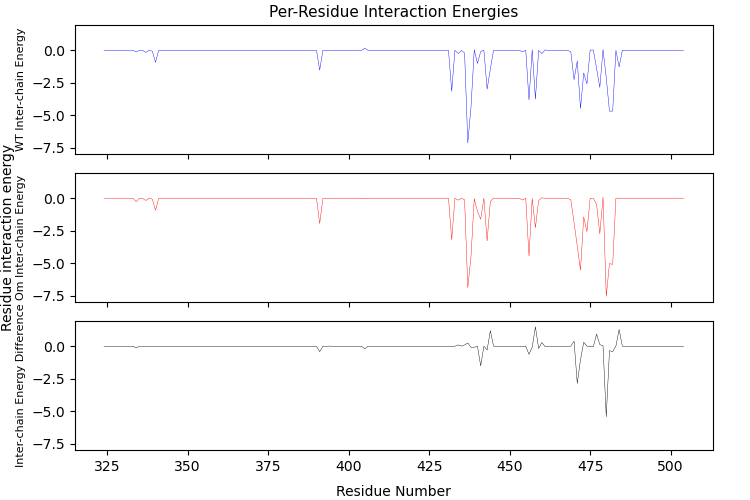 Per-Residue Interaction Energies
Residue interaction energy
WT Inter-chain Energy
0.0
−2.5
−5.0
−7.5
Om Inter-chain Energy
0.0
−2.5
−5.0
−7.5
Inter-chain Energy Difference
0.0
−2.5
−5.0
−7.5
325 350 375 400 425 450 475 500
Residue Number